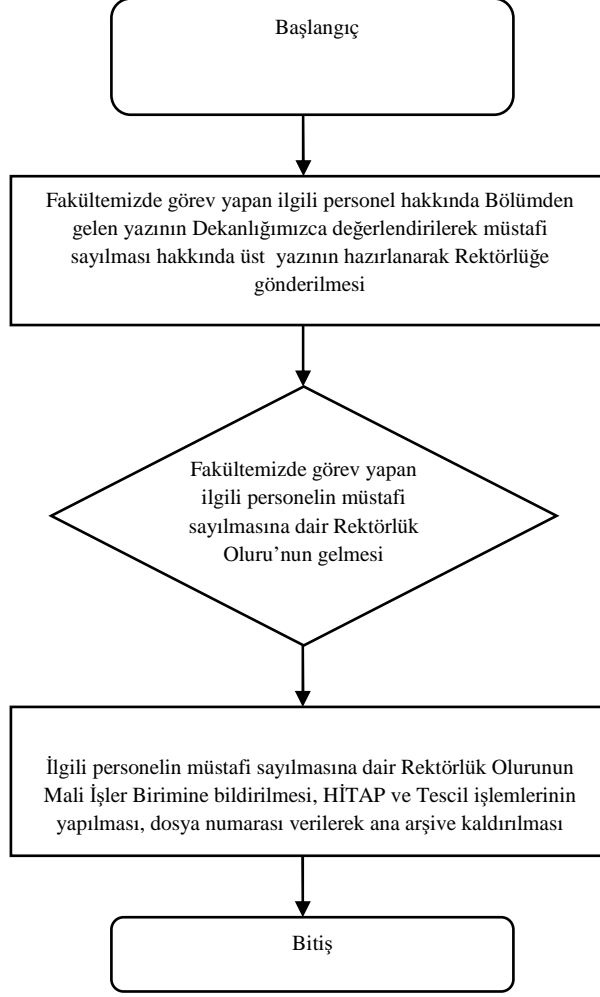 Başlangıç
Fakültemizde görev yapan ilgili personel hakkında Bölümden
gelen yazının Dekanlığımızca değerlendirilerek müstafi
sayılması hakkında üst yazının hazırlanarak Rektörlüğe
gönderilmesi
Fakültemizde görev yapan
ilgili personelin müstafi
sayılmasına dair Rektörlük
Oluru’nun gelmesi
İlgili personelin müstafi sayılmasına dair Rektörlük Olurunun
Mali İşler Birimine bildirilmesi, HİTAP ve Tescil işlemlerinin
yapılması, dosya numarası verilerek ana arşive kaldırılması
Bitiş